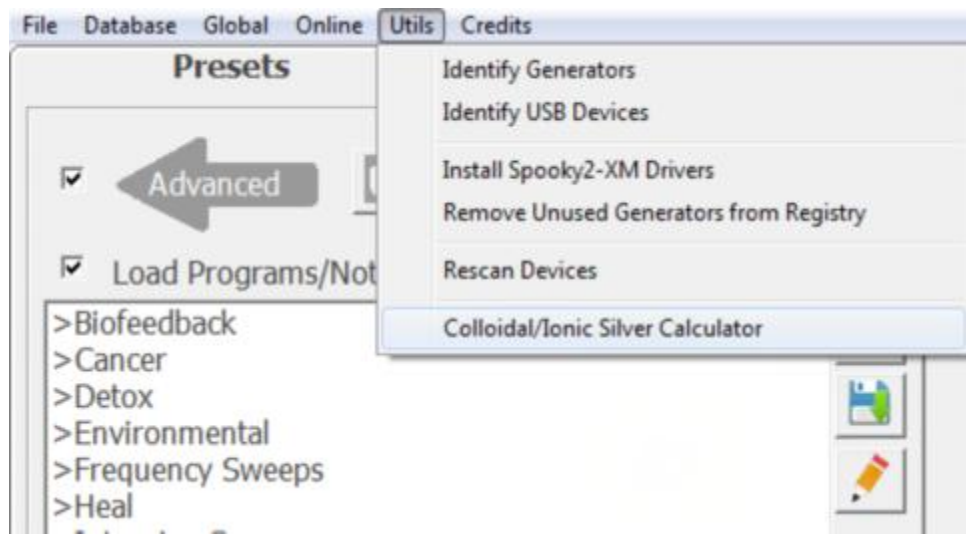 File Database Global Online Utils Credits
Presets
Identify Generators
Identify USB Devices
Install Spooky2-XM Drivers
Remove Unused Generators from Registry
Rescan Devices
Colloidal/Ionic Silver Calculator
Advanced
Load Programs/Not
>Biofeedback
>Cancer
>Detox
>Environmental
>Frequency Sweeps
>Heal